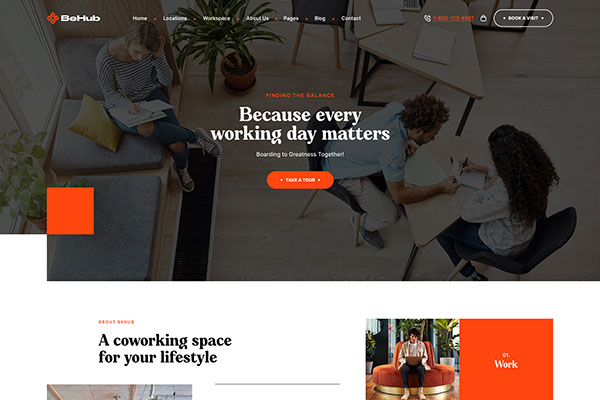 BeHub
Home
Locations
Workspace
About Us
Pages
Blog
Contact
1-800-123-4567
BOOK A VISIT
FINDING THE BALANCE
Because every
working day matters
Boarding to Greatness Together!
TAKE A TOUR
ABOUT BEHUB
A coworking space
for your lifestyle
01.
Work